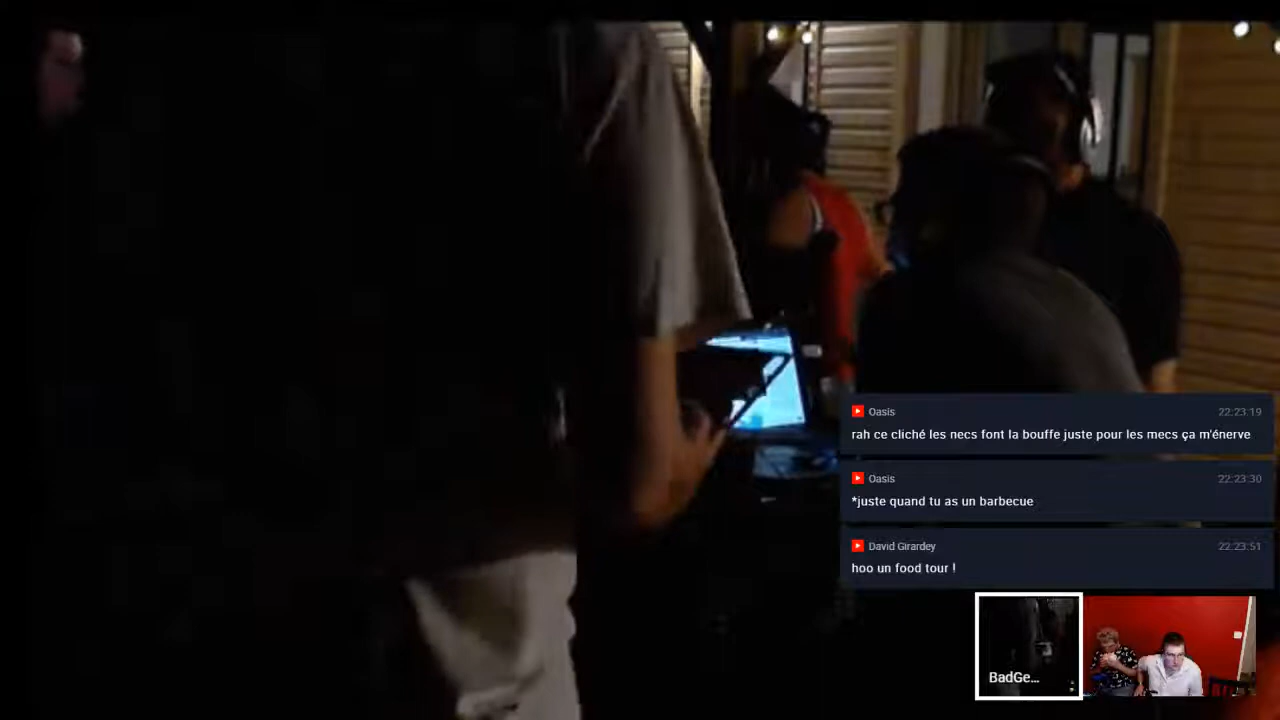 Oasis 22:23:19
rah ce cliché les necs font la bouffe juste pour les mecs ça m'énerve
Oasis 22:23:30
*juste quand tu as un barbecue
David Girardey 22:23:51
hoo un food tour !
BadGe...